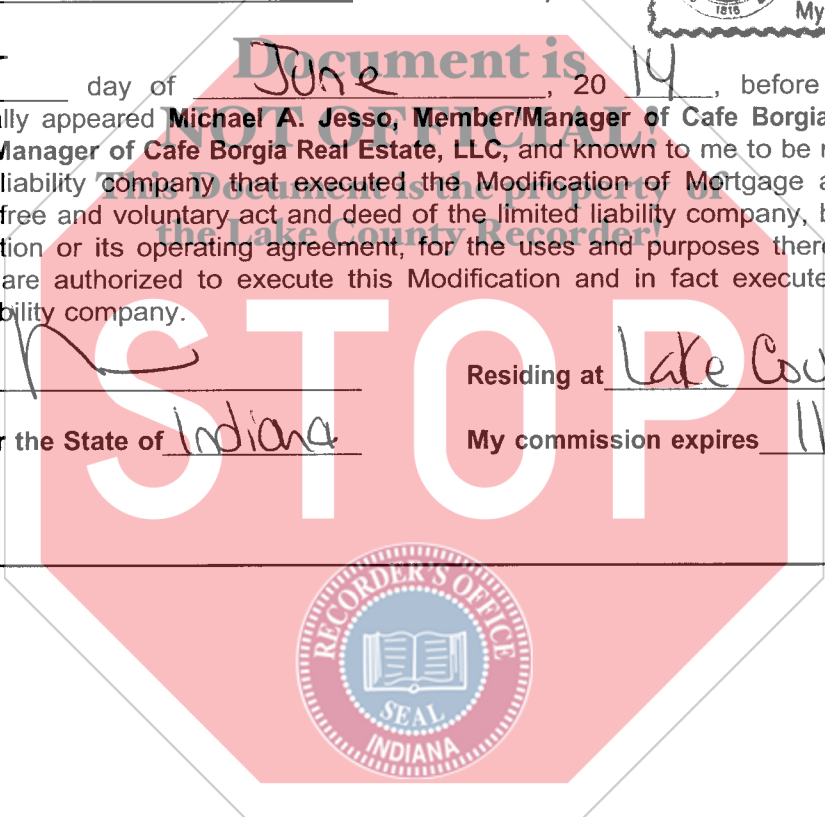 1816
My
Document is
day of June, 20 14, before
NOT OFFICIAL!
ally appeared Michael A. Jesso, Member/Manager of Cafe Borgia
Manager of Cafe Borgia Real Estate, LLC, and known to me to be
This Document is the property of
liability company that executed the Modification of Mortgage a
free and voluntary act and deed of the limited liability company, b
the Lake County Recorder!
tion or its operating agreement, for the uses and purposes there
are authorized to execute this Modification and in fact execute
bility company.
STOP
Residing at Lake Cou
r the State of Indiana
My commission expires 11
RECORDER'S OFFICE
SEAL
INDIANA